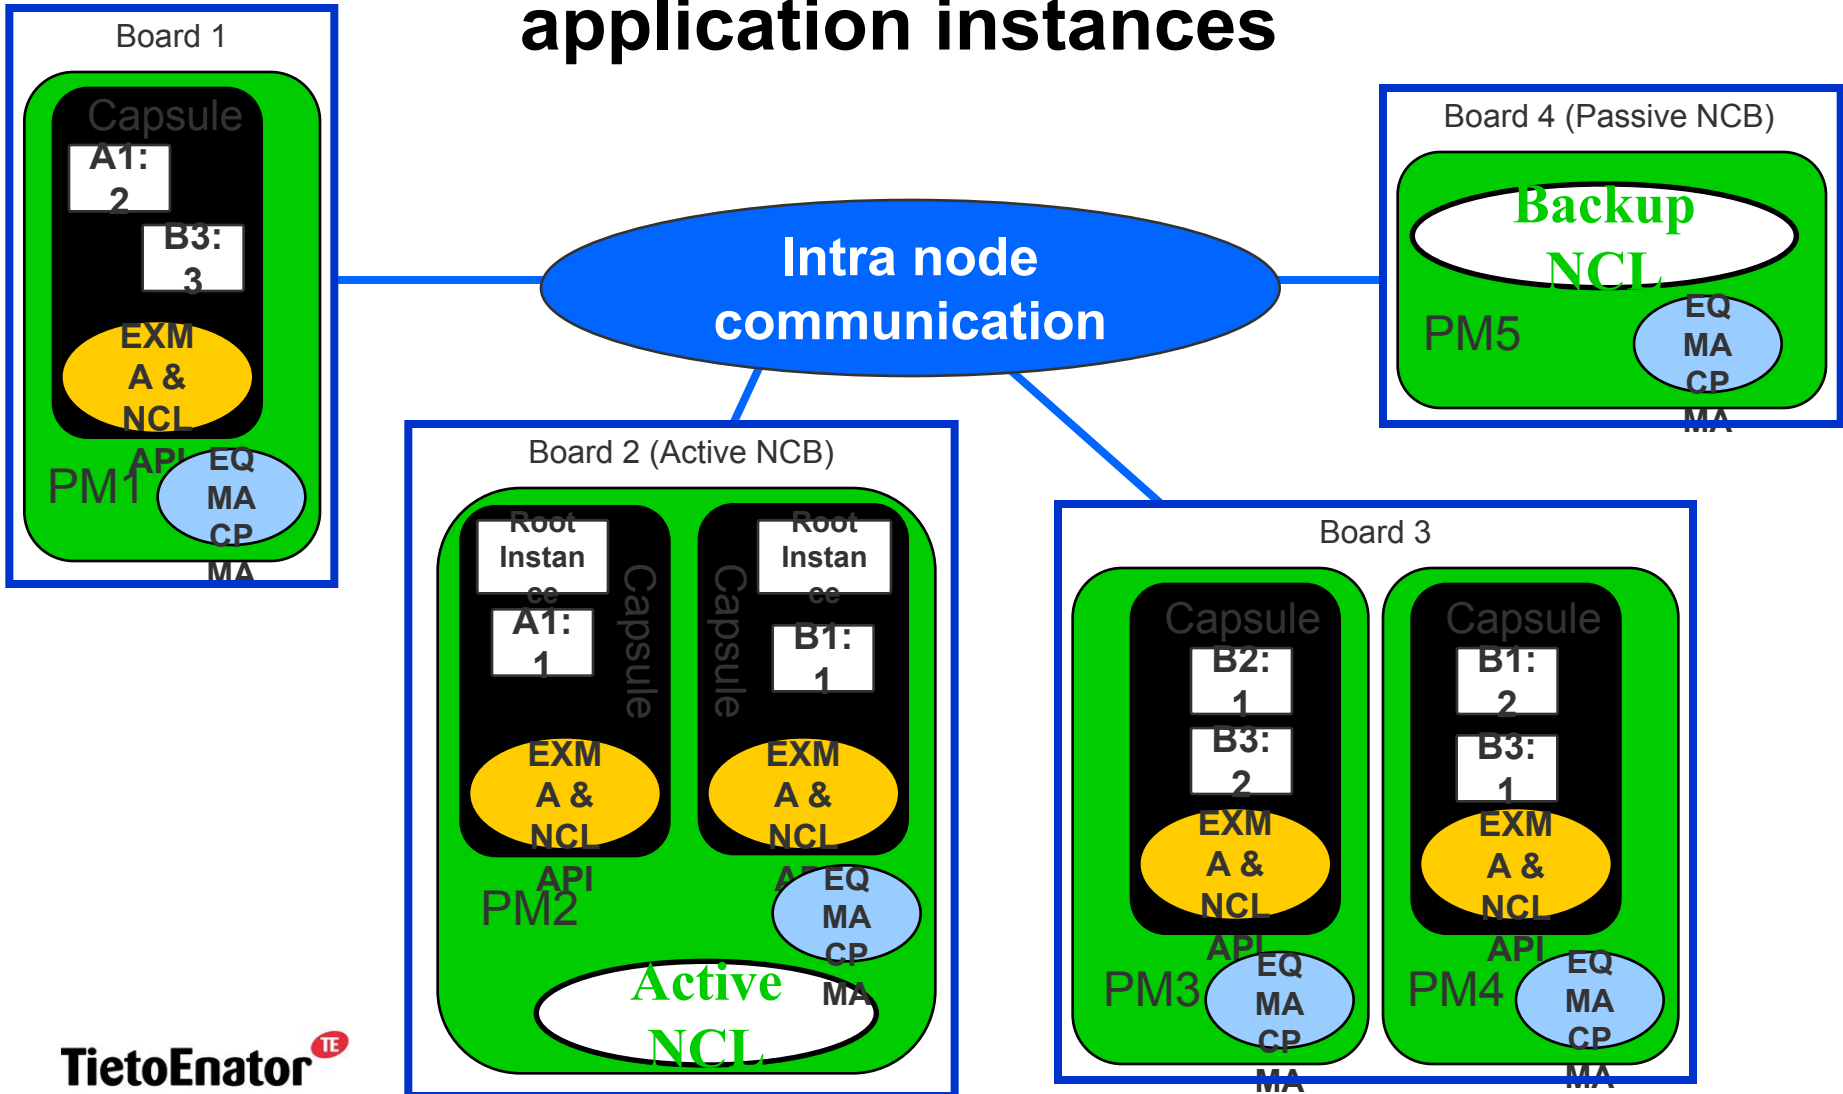 application instances
Board 1
Capsule
A1:
2
B3:
3
EXM
A &
NCL
API
PM1
EQ
MA
CP
MA
Intra node
communication
Board 4 (Passive NCB)
Backup
NCL
PM5
EQ
MA
CP
MA
Board 2 (Active NCB)
Root
Instan
ce
A1:
1
Capsule
EXM
A &
NCL
API
Root
Instan
ce
B1:
1
Capsule
EXM
A &
NCL
API
PM2
EQ
MA
CP
MA
Active
NCL
Board 3
Capsule
B2:
1
B3:
2
EXM
A &
NCL
API
PM3
EQ
MA
CP
MA
Capsule
B1:
2
B3:
1
EXM
A &
NCL
API
PM4
EQ
MA
CP
MA
TietoEnator TE